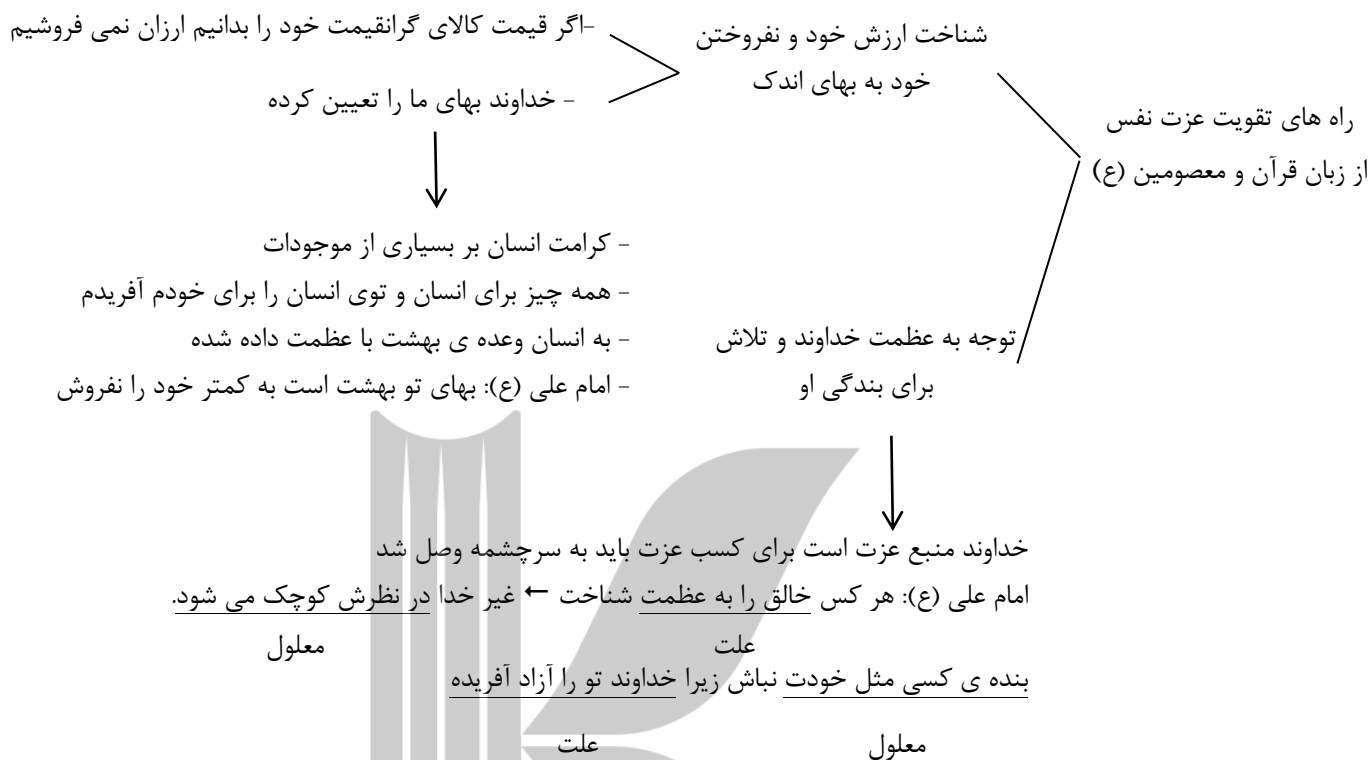 راه های تقویت عزت نفس
از زبان قرآن و معصومین (ع)
شناخت ارزش خود و نفروختن
خود به بهای اندک
-اگر قیمت کالای گرانقیمت خود را بدانیم ارزان نمی فروشیم
- خداوند بهای ما را تعیین کرده
- کرامت انسان بر بسیاری از موجودات
- همه چیز برای انسان و توی انسان را برای خودم آفریدم
- به انسان وعده ی بهشت با عظمت داده شده
- امام علی (ع): بهای تو بهشت است به کمتر خود را نفروش
توجه به عظمت خداوند و تلاش
برای بندگی او
خداوند منبع عزت است برای کسب عزت باید به سرچشمه وصل شد
امام علی (ع): هر کس خالق را به عظمت شناخت ← غیر خدا در نظرش کوچک می شود.
علت معلول
بنده ی کسی مثل خودت نباش زیرا خداوند تو را آزاد آفریده
معلول علت